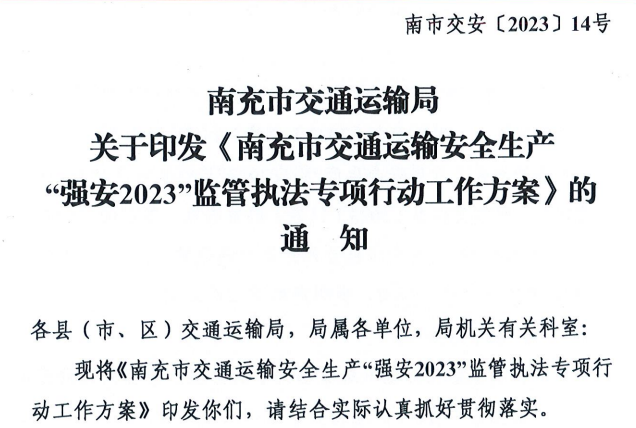 南市交安〔2023〕14号
南充市交通运输局
关于印发《南充市交通运输安全生产
“强安2023”监管执法专项行动工作方案》的
通　知
各县（市、区）交通运输局，局属各单位，局机关有关科室：
现将《南充市交通运输安全生产“强安2023”监管执法专项行
动工作方案》印发你们，请结合实际认真抓好贯彻落实。